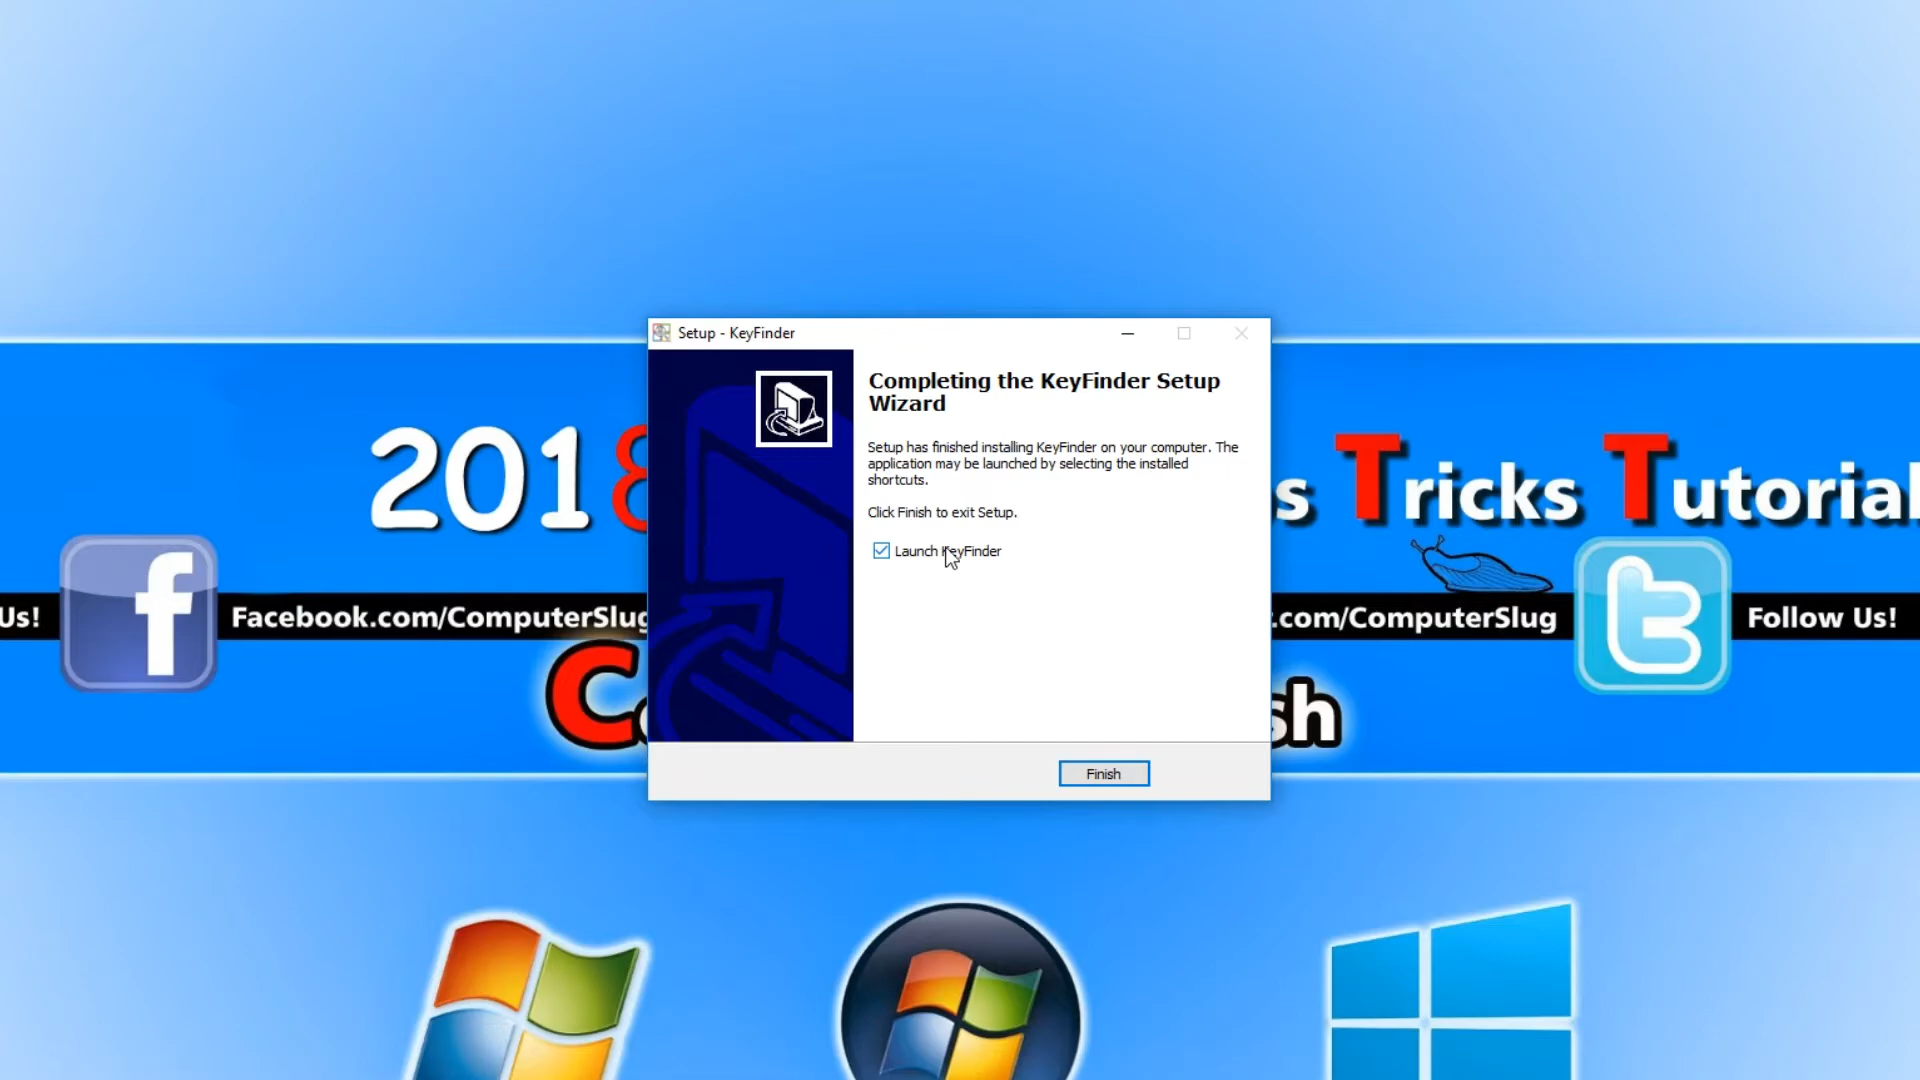 Setup - KeyFinder
Completing the KeyFinder Setup
Wizard
Setup has finished installing KeyFinder on your computer. The
application may be launched by selecting the installed
shortcuts.
Click Finish to exit Setup.
Launch KeyFinder
Finish
2018
s Tricks Tutorial
Us!
Facebook.com/ComputerSlug
.com/ComputerSlug
Follow Us!
C
sh